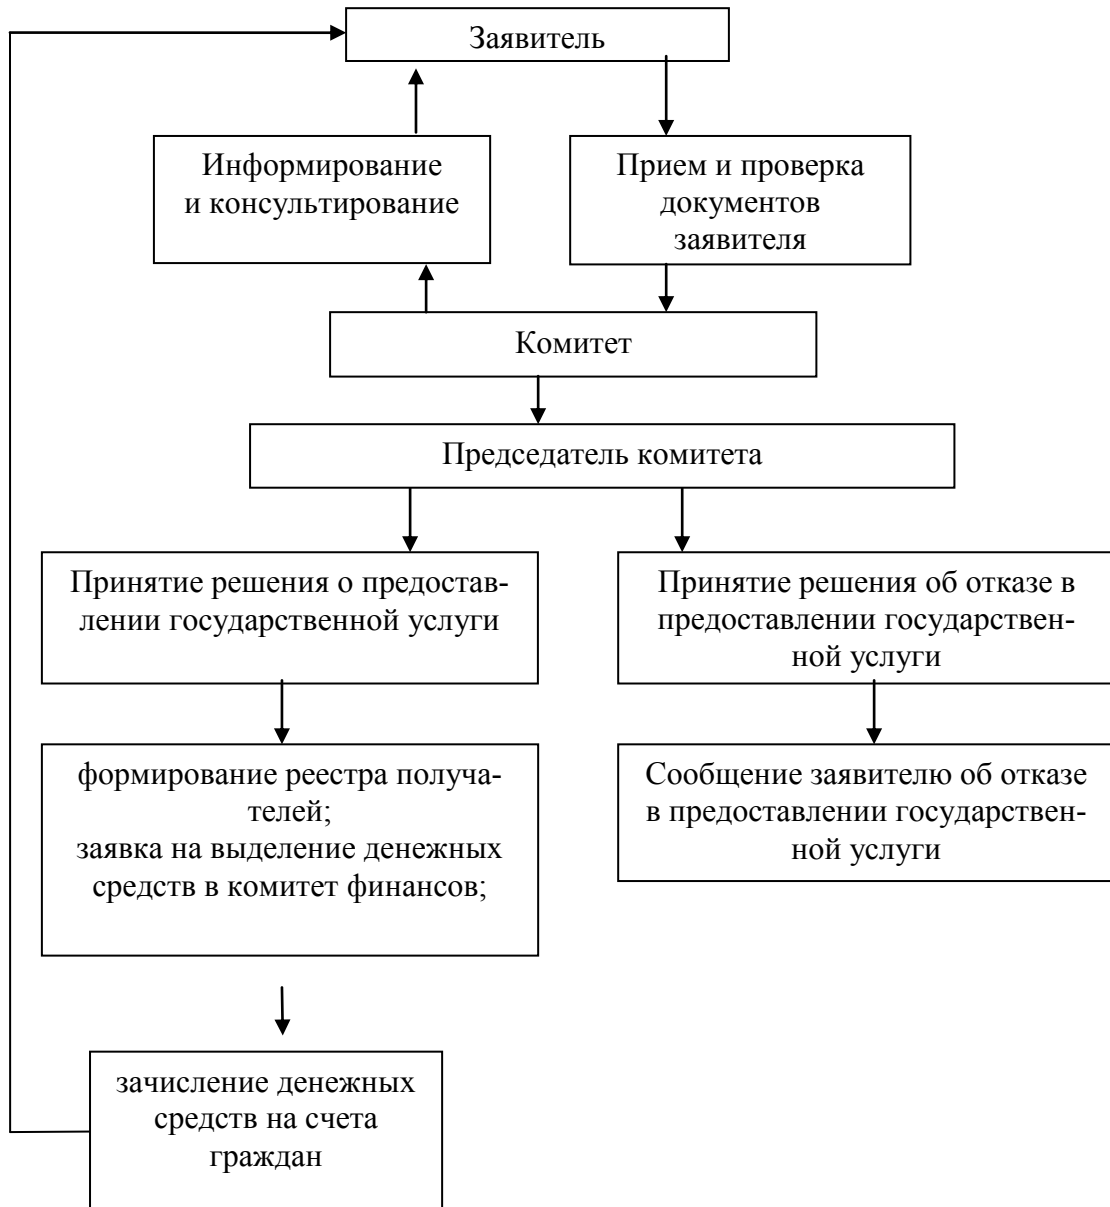 Заявитель
Информирование
и консультирование
Прием и проверка
документов
заявителя
Комитет
Председатель комитета
Принятие решения о предостав-
лении государственной услуги
Принятие решения об отказе в
предоставлении государствен-
ной услуги
формирование реестра получа-
телей;
заявка на выделение денежных
средств в комитет финансов;
Сообщение заявителю об отказе
в предоставлении государствен-
ной услуги
зачисление денежных
средств на счета
граждан